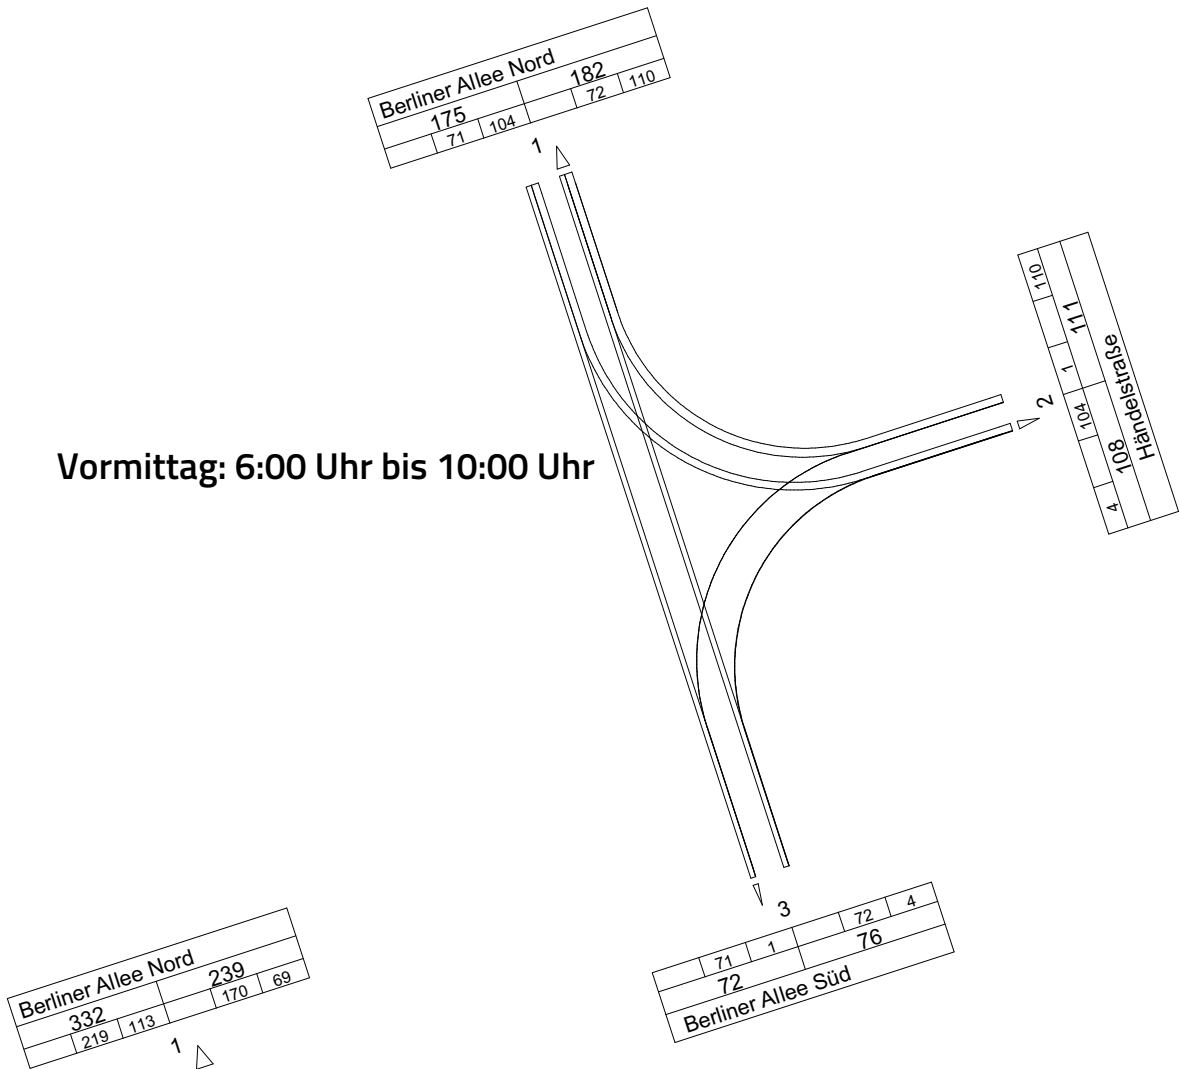 Berliner Allee Nord
175 182
71 104 72 110
1
110 1 104 4
111 108
Händelstraße
2
Vormittag: 6:00 Uhr bis 10:00 Uhr
3
71 1 72 4
72 76
Berliner Allee Süd
Berliner Allee Nord
332 239
219 113 170 69
1